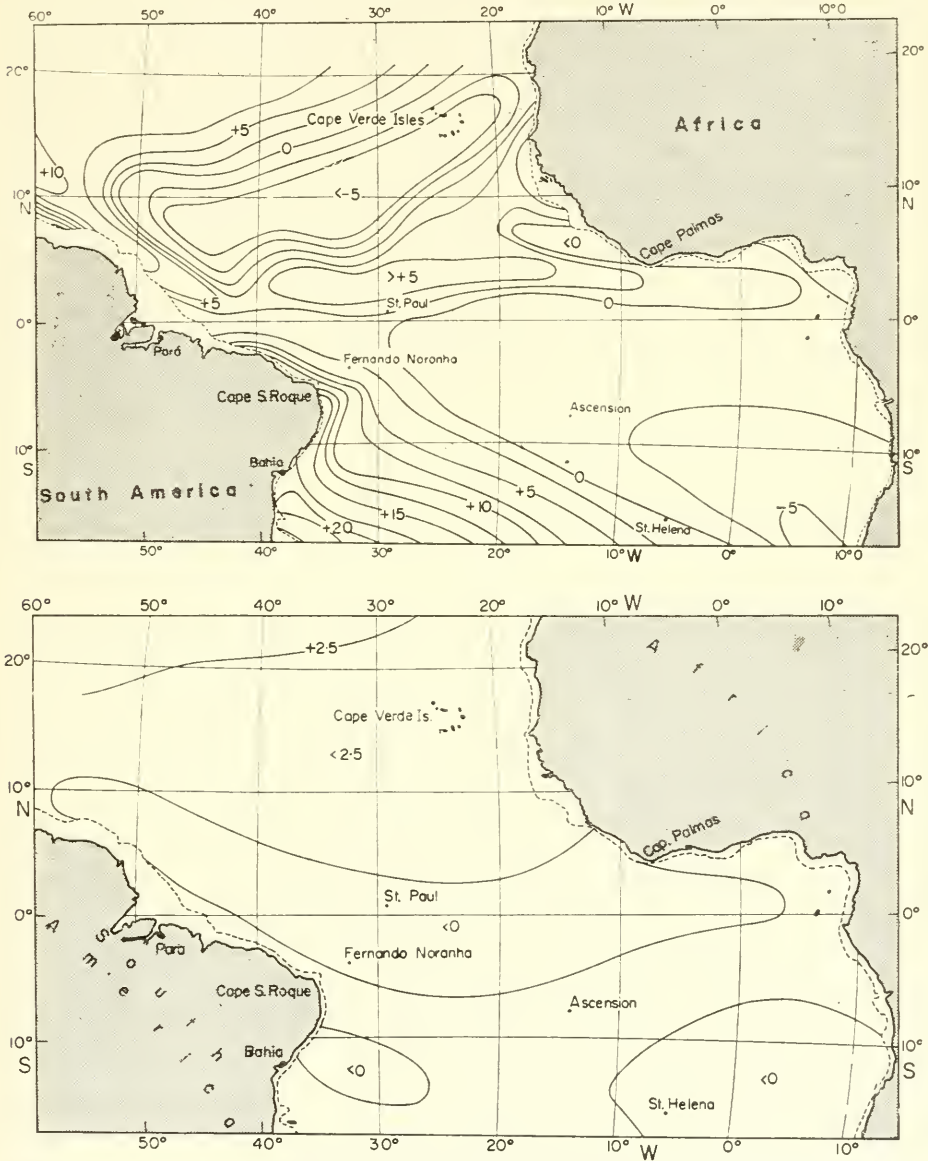 60° 50° 40° 30° 20° 10° W 0° 10°0
20° 20°
+5 Cape Verde Isles
Africa
0
+10
<-5
10° 10°
N N
Cape Palmas
<0
>+5
+5 St. Paul 0
0° 0°
Pará
Fernando Noronha
Cape S. Roque
Ascension
10° 10°
S S
Bahia
0
+5
South America
+10
-5
+15
St. Helena
+20
50° 40° 30° 20° 10°W 0° 10°0
60° 50° 40° 30° 20° 10° W 0° 10°
+2.5
20° 20°
Cape Verde Is.
<2·5
10° 10°
N N
Cap. Palmas
St. Paul
0° 0°
<0
Pará
Fernando Noranha
Cape S. Roque
Ascension
10° 10°
S S
Bahia
<0 <0
St. Helena
50° 40° 30° 20° 10° W 0° 10°